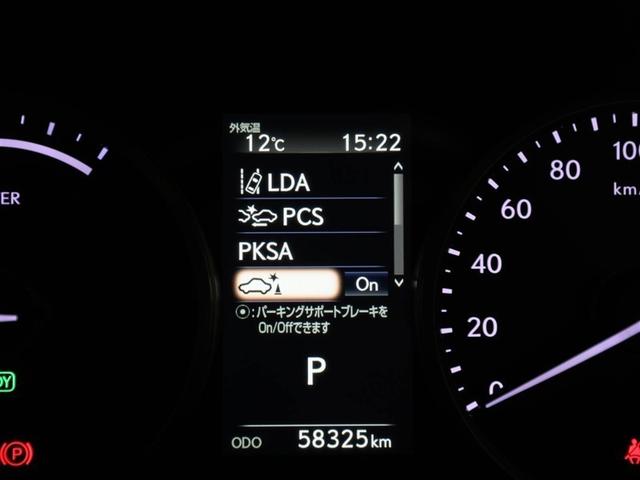 外気温
12℃ 15:22
LDA
PCS
PKSA
On
:パーキングサポートブレーキを
On/Offできます
P
ODO 58325km
100
80
60
40
20
0
km/
ER
DY
P